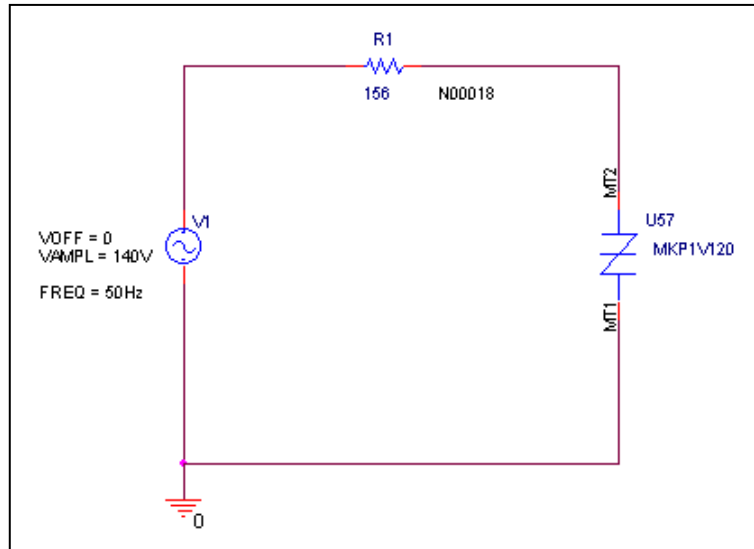 R1
156
N00018
MT2
V1
U57
VOFF = 0
VAMPL = 140V
MKP1V120
FREQ = 50Hz
MT1
0